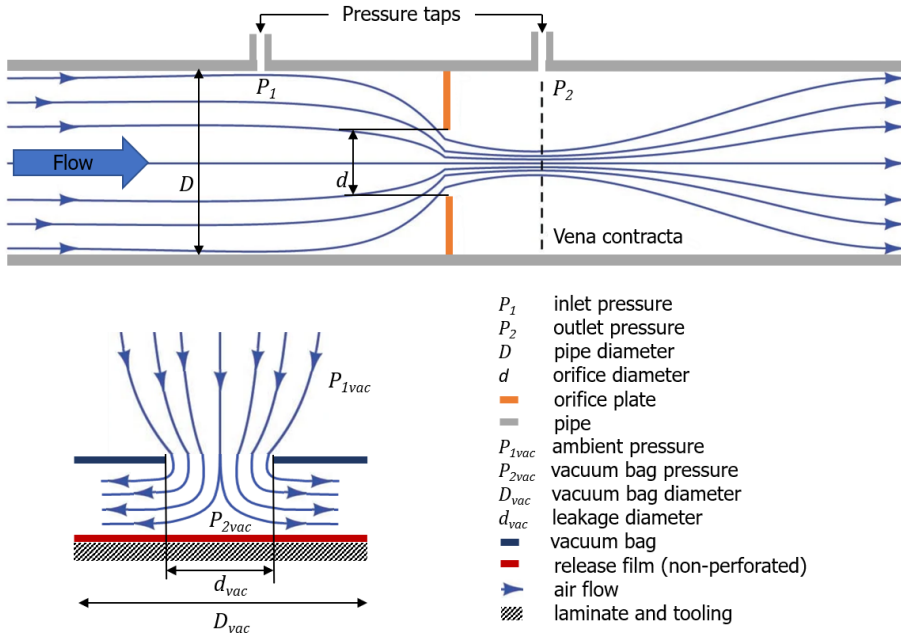 Pressure taps
P1
P2
Flow
D
d
Vena contracta
P1 inlet pressure
P2 outlet pressure
D pipe diameter
d orifice diameter
orifice plate
pipe
P1vac ambient pressure
P2vac vacuum bag pressure
Dvac vacuum bag diameter
dvac leakage diameter
vacuum bag
release film (non-perforated)
air flow
laminate and tooling
P1vac
P2vac
dvac
Dvac